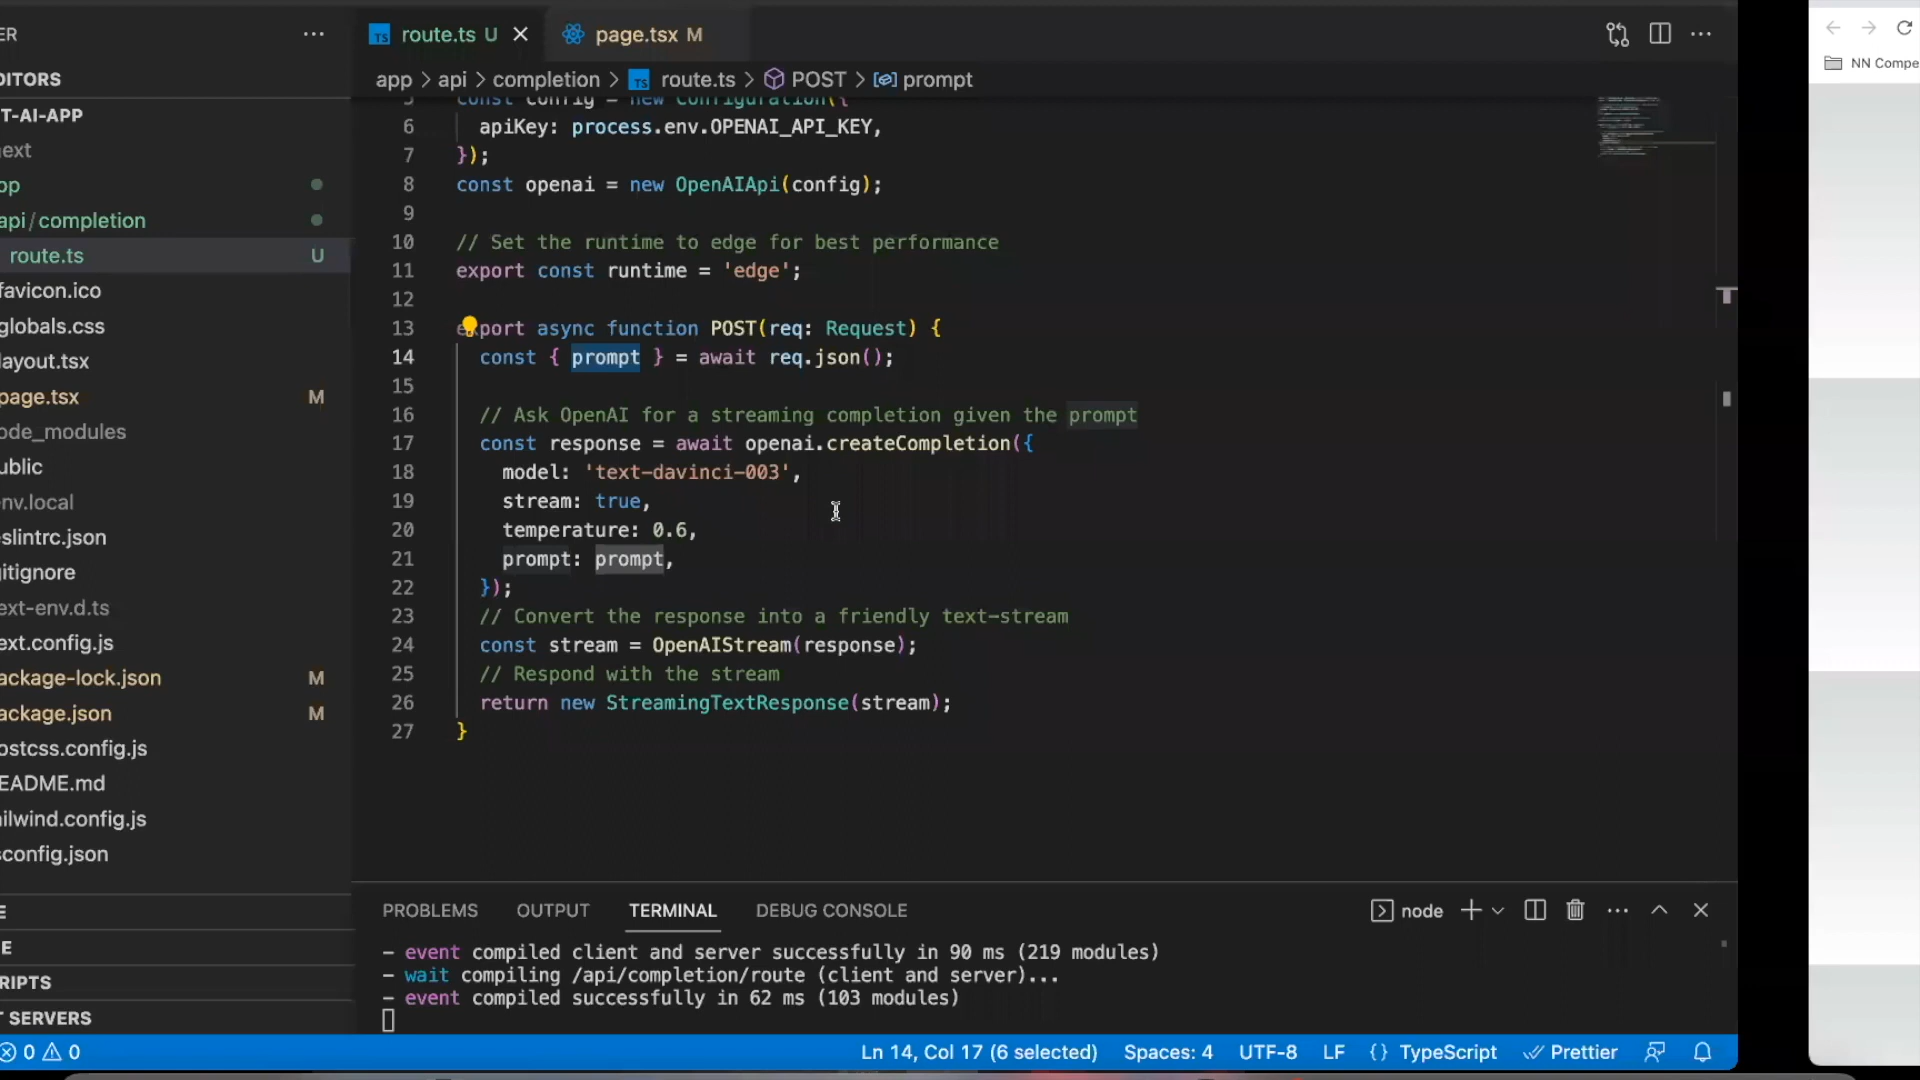 ER
route.ts U
page.tsx M
NN Compe
app > api > completion > route.ts > POST > prompt
DITORS
T-AI-APP
ext
pp
api/completion
route.ts U
favicon.ico
globals.css
layout.tsx
page.tsx M
ode_modules
ublic
nv.local
slintrc.json
itignore
ext-env.d.ts
ext.config.js
ackage-lock.json M
ackage.json M
ostcss.config.js
EADME.md
ailwind.config.js
sconfig.json
E
E
RIPTS
T SERVERS
5 const config = new Configuration({
6 apiKey: process.env.OPENAI_API_KEY,
7 });
8 const openai = new OpenAIApi(config);
9
10 // Set the runtime to edge for best performance
11 export const runtime = 'edge';
12
13 export async function POST(req: Request) {
14 const { prompt } = await req.json();
15
16 // Ask OpenAI for a streaming completion given the prompt
17 const response = await openai.createCompletion({
18 model: 'text-davinci-003',
19 stream: true,
20 temperature: 0.6,
21 prompt: prompt,
22 });
23 // Convert the response into a friendly text-stream
24 const stream = OpenAIStream(response);
25 // Respond with the stream
26 return new StreamingTextResponse(stream);
27 }
PROBLEMS OUTPUT TERMINAL DEBUG CONSOLE node
- event compiled client and server successfully in 90 ms (219 modules)
- wait compiling /api/completion/route (client and server)...
- event compiled successfully in 62 ms (103 modules)
0 0 Ln 14, Col 17 (6 selected) Spaces: 4 UTF-8 LF {} TypeScript Prettier